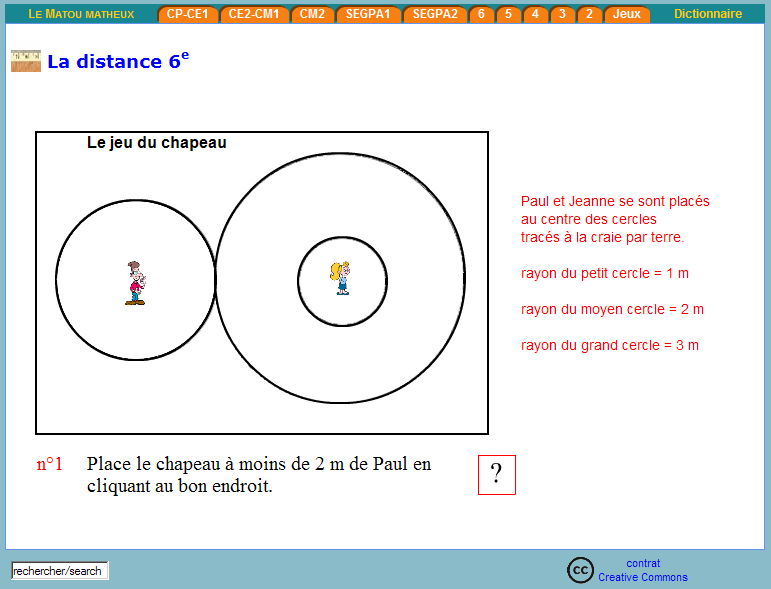 LE MATOU MATHEUX
CP-CE1
CE2-CM1
CM2
SEGPA1
SEGPA2
6
5
4
3
2
Jeux
Dictionnaire
La distance 6e
Le jeu du chapeau
Paul et Jeanne se sont placés
au centre des cercles
tracés à la craie par terre.
rayon du petit cercle = 1 m
rayon du moyen cercle = 2 m
rayon du grand cercle = 3 m
n°1 Place le chapeau à moins de 2 m de Paul en
cliquant au bon endroit.
?
rechercher/search
cc
contrat
Creative Commons